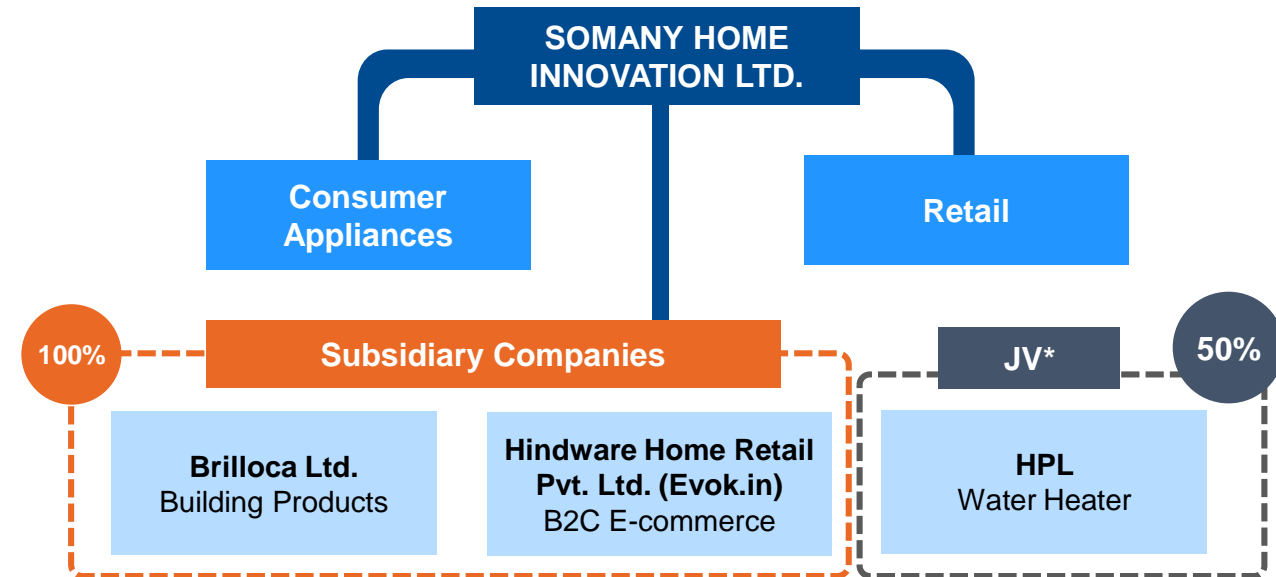 SOMANY HOME
INNOVATION LTD.
Consumer
Appliances
Retail
100%
Subsidiary Companies
JV*
50%
Brilloca Ltd.
Building Products
Hindware Home Retail
Pvt. Ltd. (Evok.in)
B2C E-commerce
HPL
Water Heater